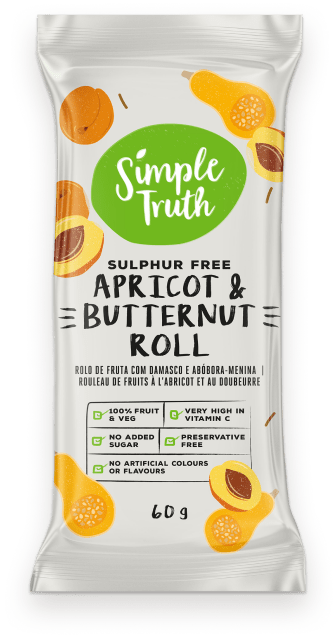 Simple
Truth
SULPHUR FREE
APRICOT &
BUTTERNUT
ROLL
ROLO DE FRUTA COM DAMASCO E ABÓBORA-MENINA |
ROULEAU DE FRUITS À L'ABRICOT ET AU DOUBEURRE
100% FRUIT
& VEG
VERY HIGH IN
VITAMIN C
NO ADDED
SUGAR
PRESERVATIVE
FREE
NO ARTIFICIAL COLOURS
OR FLAVOURS
60g